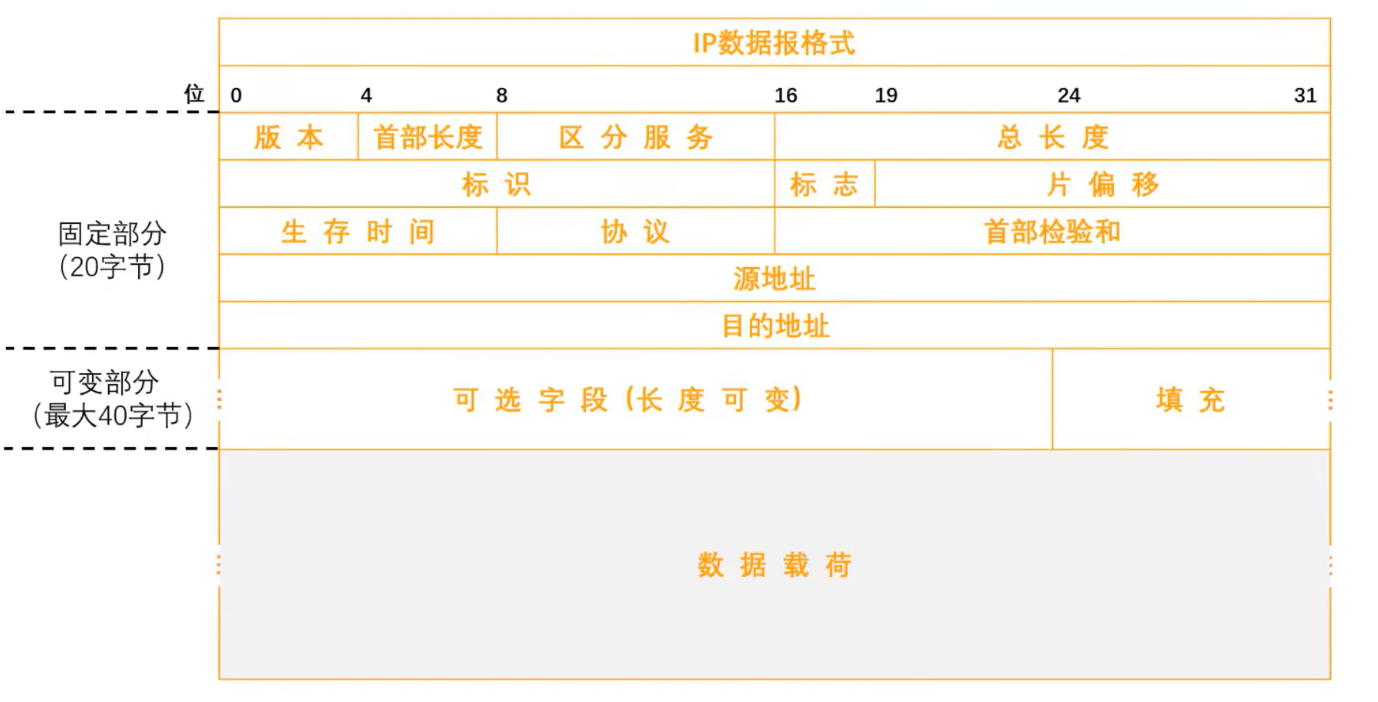 IP数据报格式
位 0 4 8 16 19 24 31
版 本 首部长度 区 分 服 务 总 长 度
标 识 标 志 片 偏 移
固定部分
（20字节）
生 存 时 间 协 议 首部检验和
源地址
目的地址
可变部分
（最大40字节）
可 选 字 段 (长 度 可 变) 填 充
数 据 载 荷